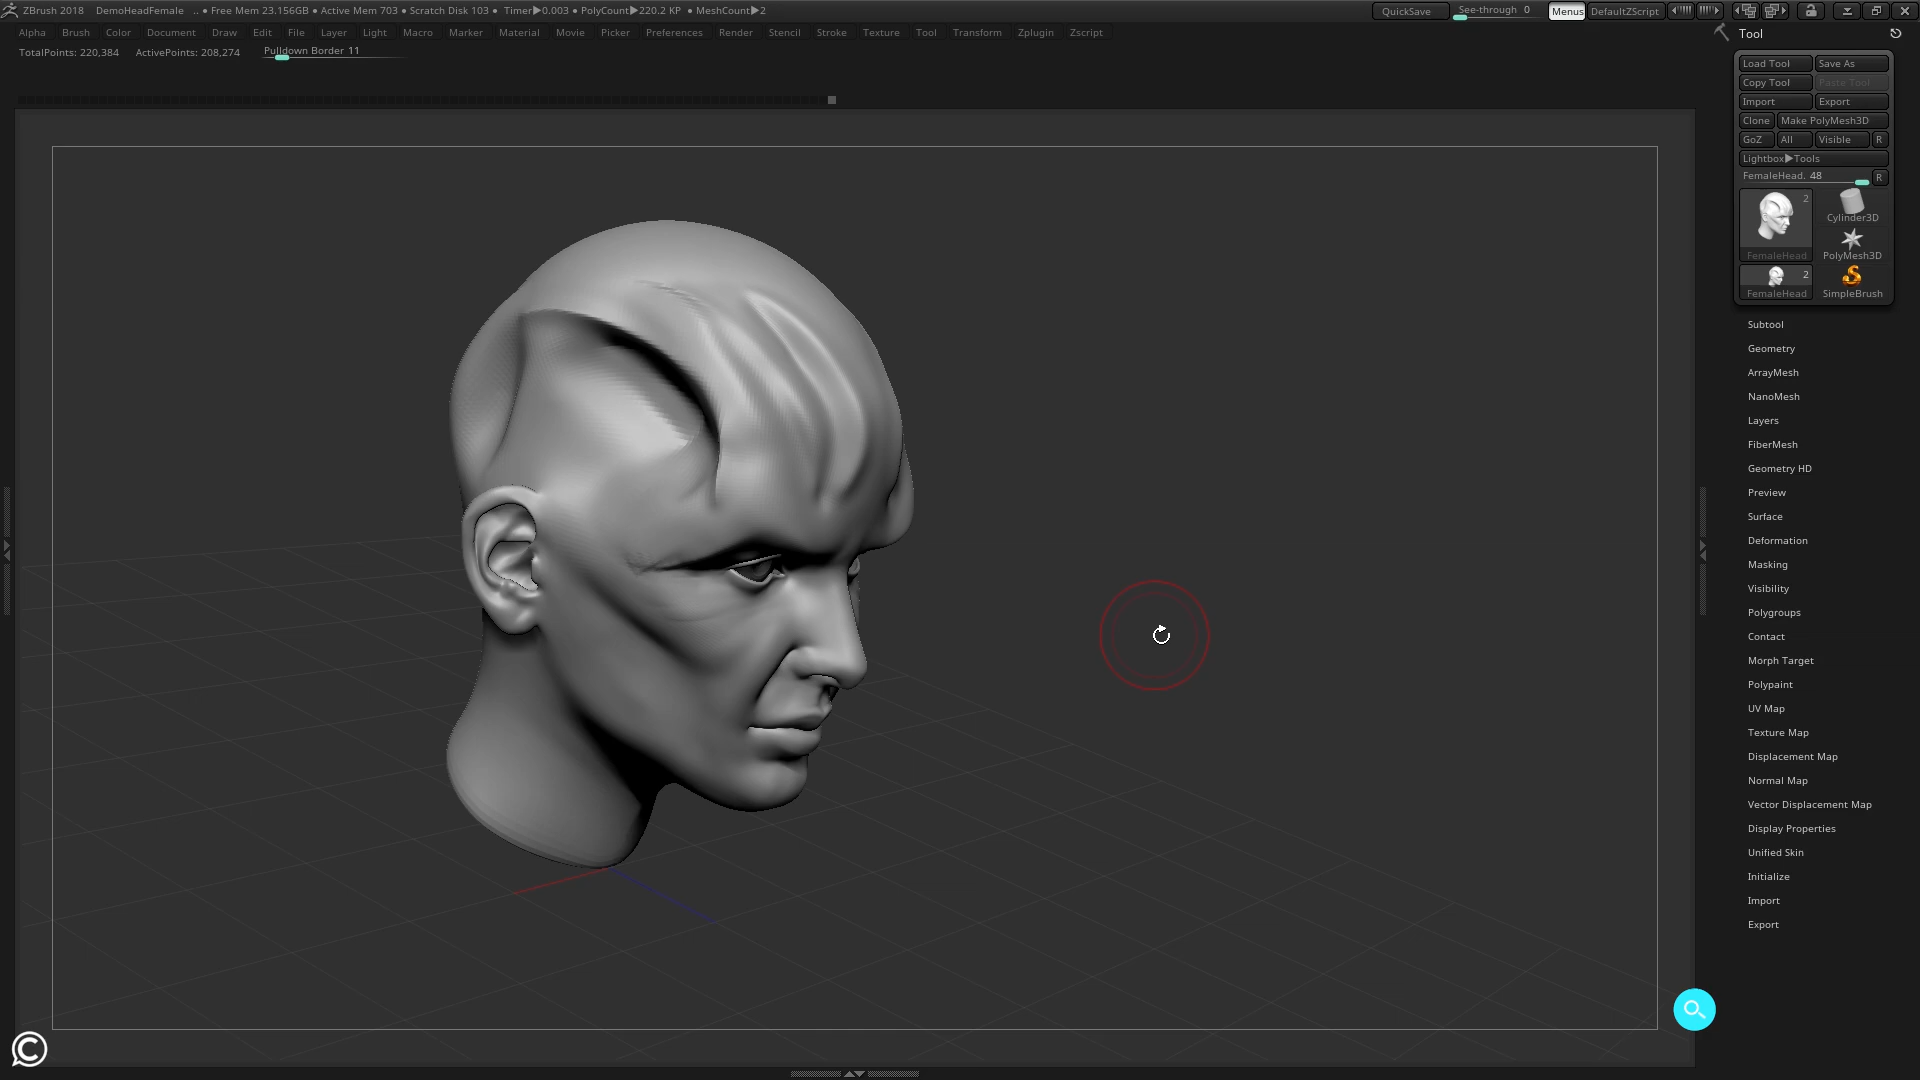 ZBrush 2018 DemoHeadFemale .. ● Free Mem 23.156GB ● Active Mem 703 ● Scratch Disk 103 ● Timer▶0.003 ● PolyCount▶220.2 KP ● MeshCount▶2
QuickSave See-through 0 Menus DefaultZScript
Alpha Brush Color Document Draw Edit File Layer Light Macro Marker Material Movie Picker Preferences Render Stencil Stroke Texture Tool Transform Zplugin Zscript
TotalPoints: 220,384 ActivePoints: 208,274 Pulldown Border 11
Tool
Load Tool Save As
Copy Tool Paste Tool
Import Export
Clone Make PolyMesh3D
GoZ All Visible R
Lightbox▶Tools
FemaleHead. 48 R
2
Cylinder3D
FemaleHead PolyMesh3D
2
FemaleHead SimpleBrush
Subtool
Geometry
ArrayMesh
NanoMesh
Layers
FiberMesh
Geometry HD
Preview
Surface
Deformation
Masking
Visibility
Polygroups
Contact
Morph Target
Polypaint
UV Map
Texture Map
Displacement Map
Normal Map
Vector Displacement Map
Display Properties
Unified Skin
Initialize
Import
Export